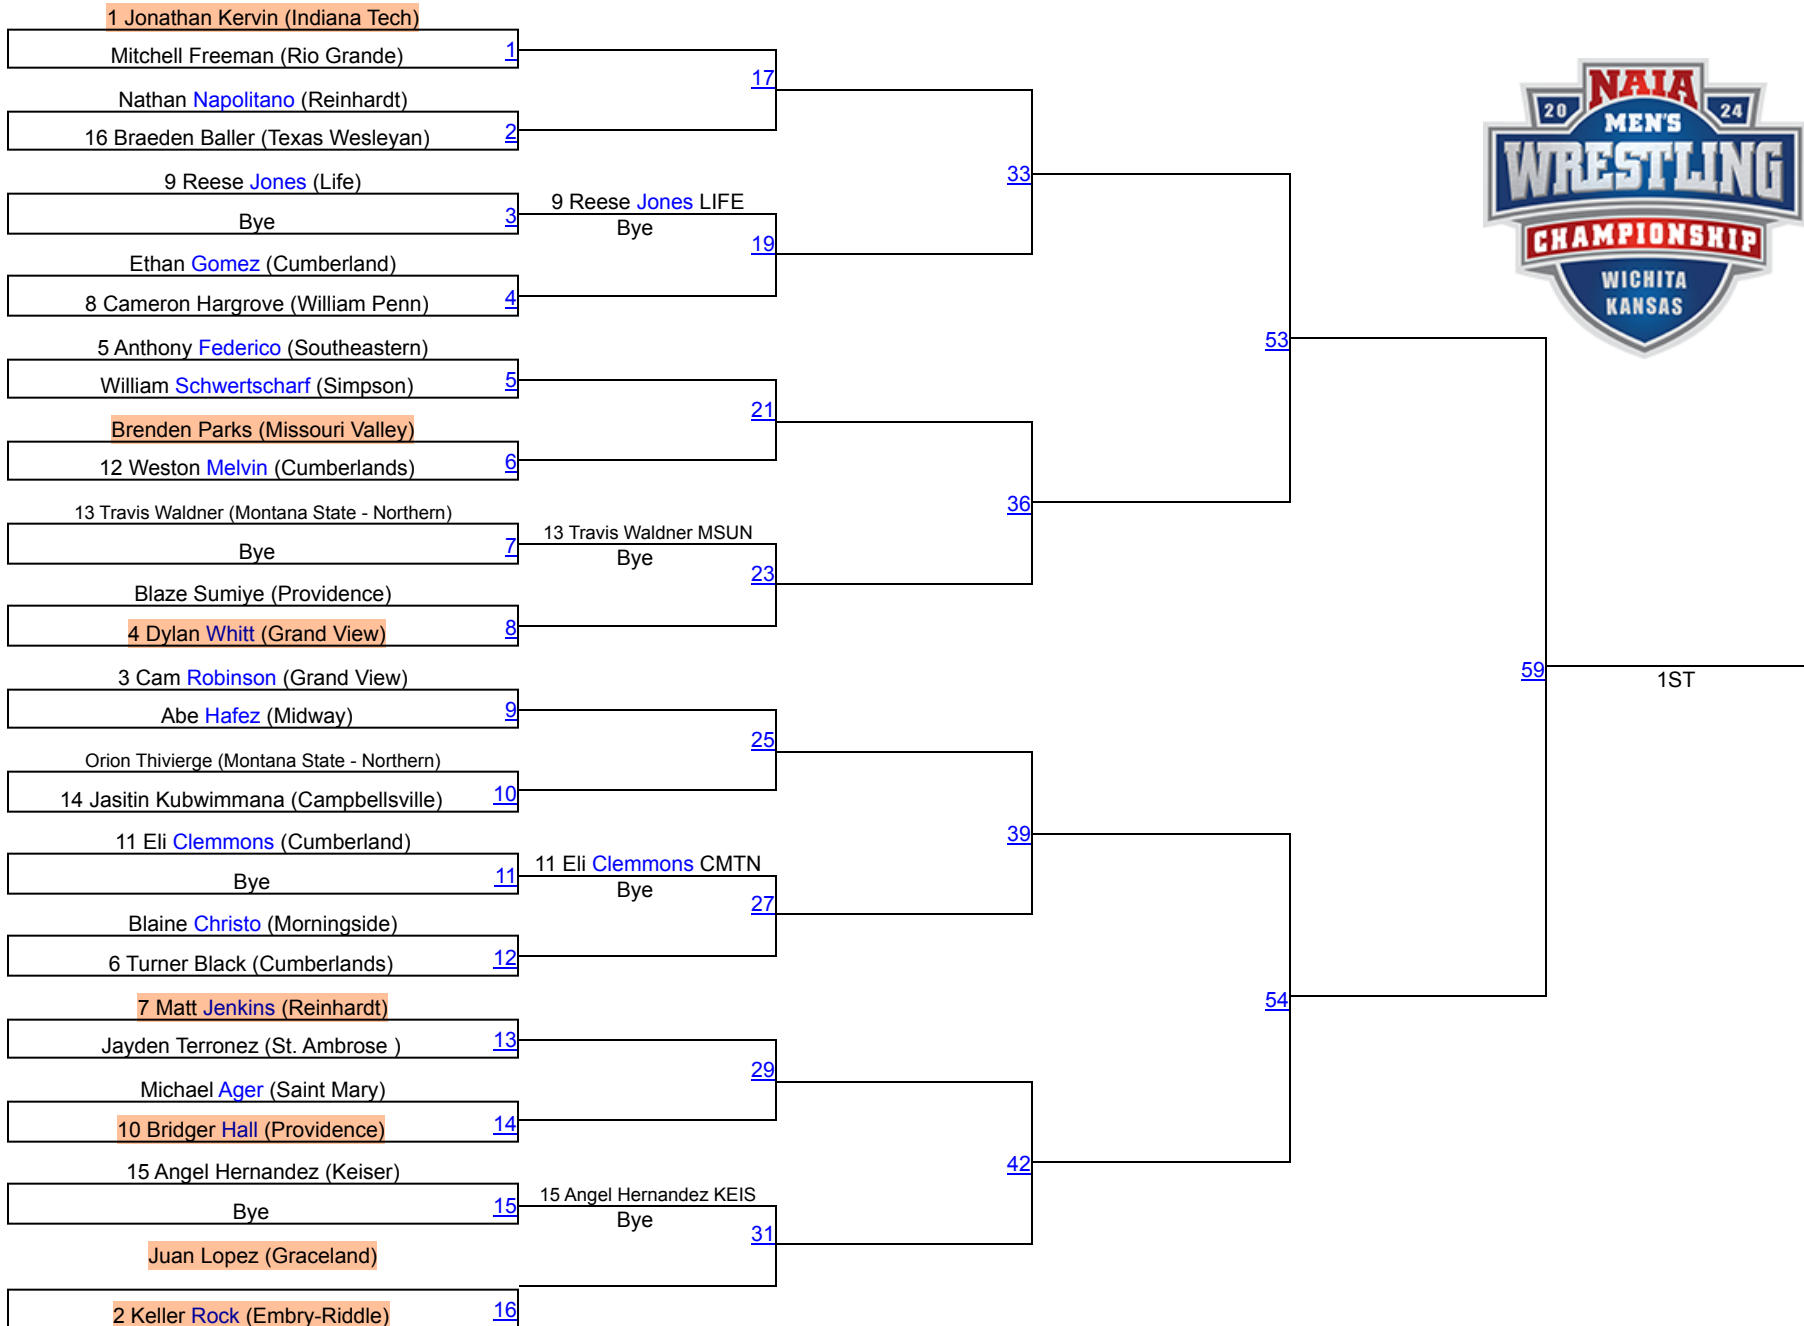 1 Jonathan Kervin (Indiana Tech)
Mitchell Freeman (Rio Grande)
1
17
Nathan Napolitano (Reinhardt)
16 Braeden Baller (Texas Wesleyan)
2
33
9 Reese Jones (Life)
Bye
3
9 Reese Jones LIFE
Bye
19
Ethan Gomez (Cumberland)
8 Cameron Hargrove (William Penn)
4
53
5 Anthony Federico (Southeastern)
William Schwertscharf (Simpson)
5
21
Brenden Parks (Missouri Valley)
12 Weston Melvin (Cumberlands)
6
36
13 Travis Waldner (Montana State - Northern)
Bye
7
13 Travis Waldner MSUN
Bye
23
Blaze Sumiye (Providence)
4 Dylan Whitt (Grand View)
8
59
1ST
3 Cam Robinson (Grand View)
Abe Hafez (Midway)
9
25
Orion Thivierge (Montana State - Northern)
14 Jasitin Kubwimmana (Campbellsville)
10
39
11 Eli Clemmons (Cumberland)
Bye
11
11 Eli Clemmons CMTN
Bye
27
Blaine Christo (Morningside)
6 Turner Black (Cumberlands)
12
54
7 Matt Jenkins (Reinhardt)
Jayden Terronez (St. Ambrose )
13
29
Michael Ager (Saint Mary)
10 Bridger Hall (Providence)
14
42
15 Angel Hernandez (Keiser)
Bye
15
15 Angel Hernandez KEIS
Bye
31
Juan Lopez (Graceland)
2 Keller Rock (Embry-Riddle)
16
NAIA
20 24
MEN'S
WRESTLING
CHAMPIONSHIP
WICHITA
KANSAS